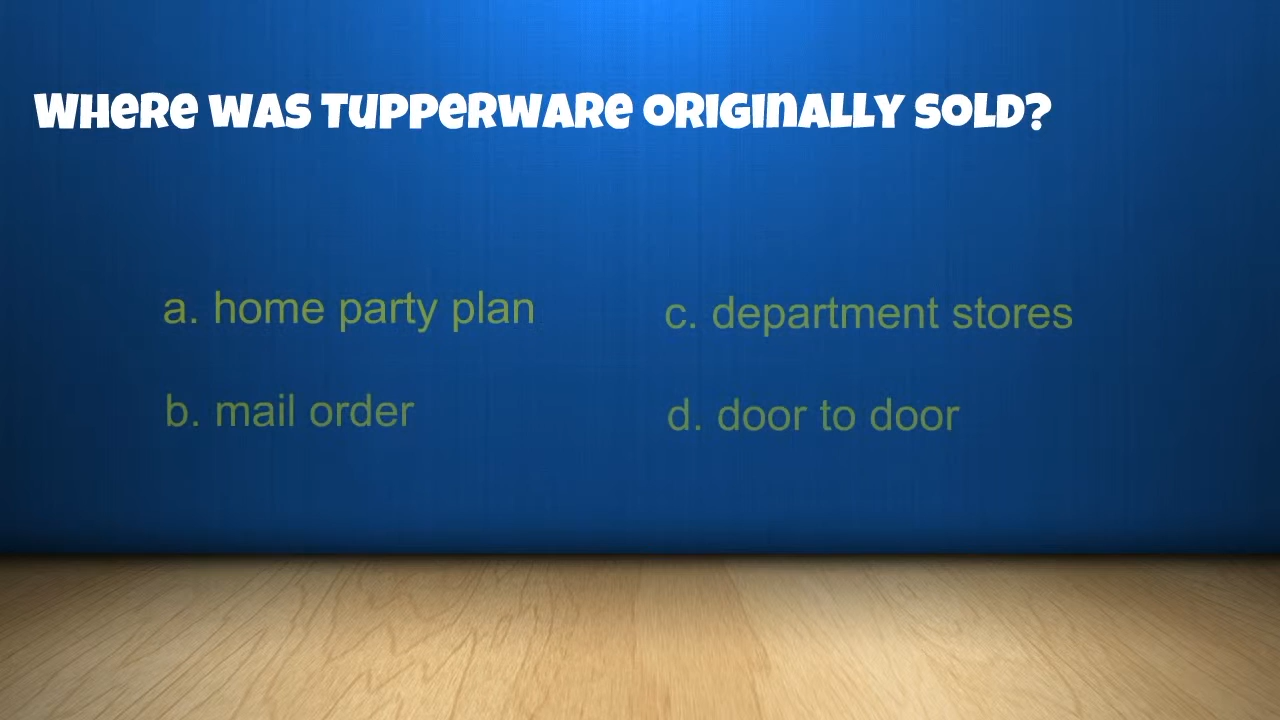 Where was Tupperware originally sold?
a. home party plan
b. mail order
c. department stores
d. door to door